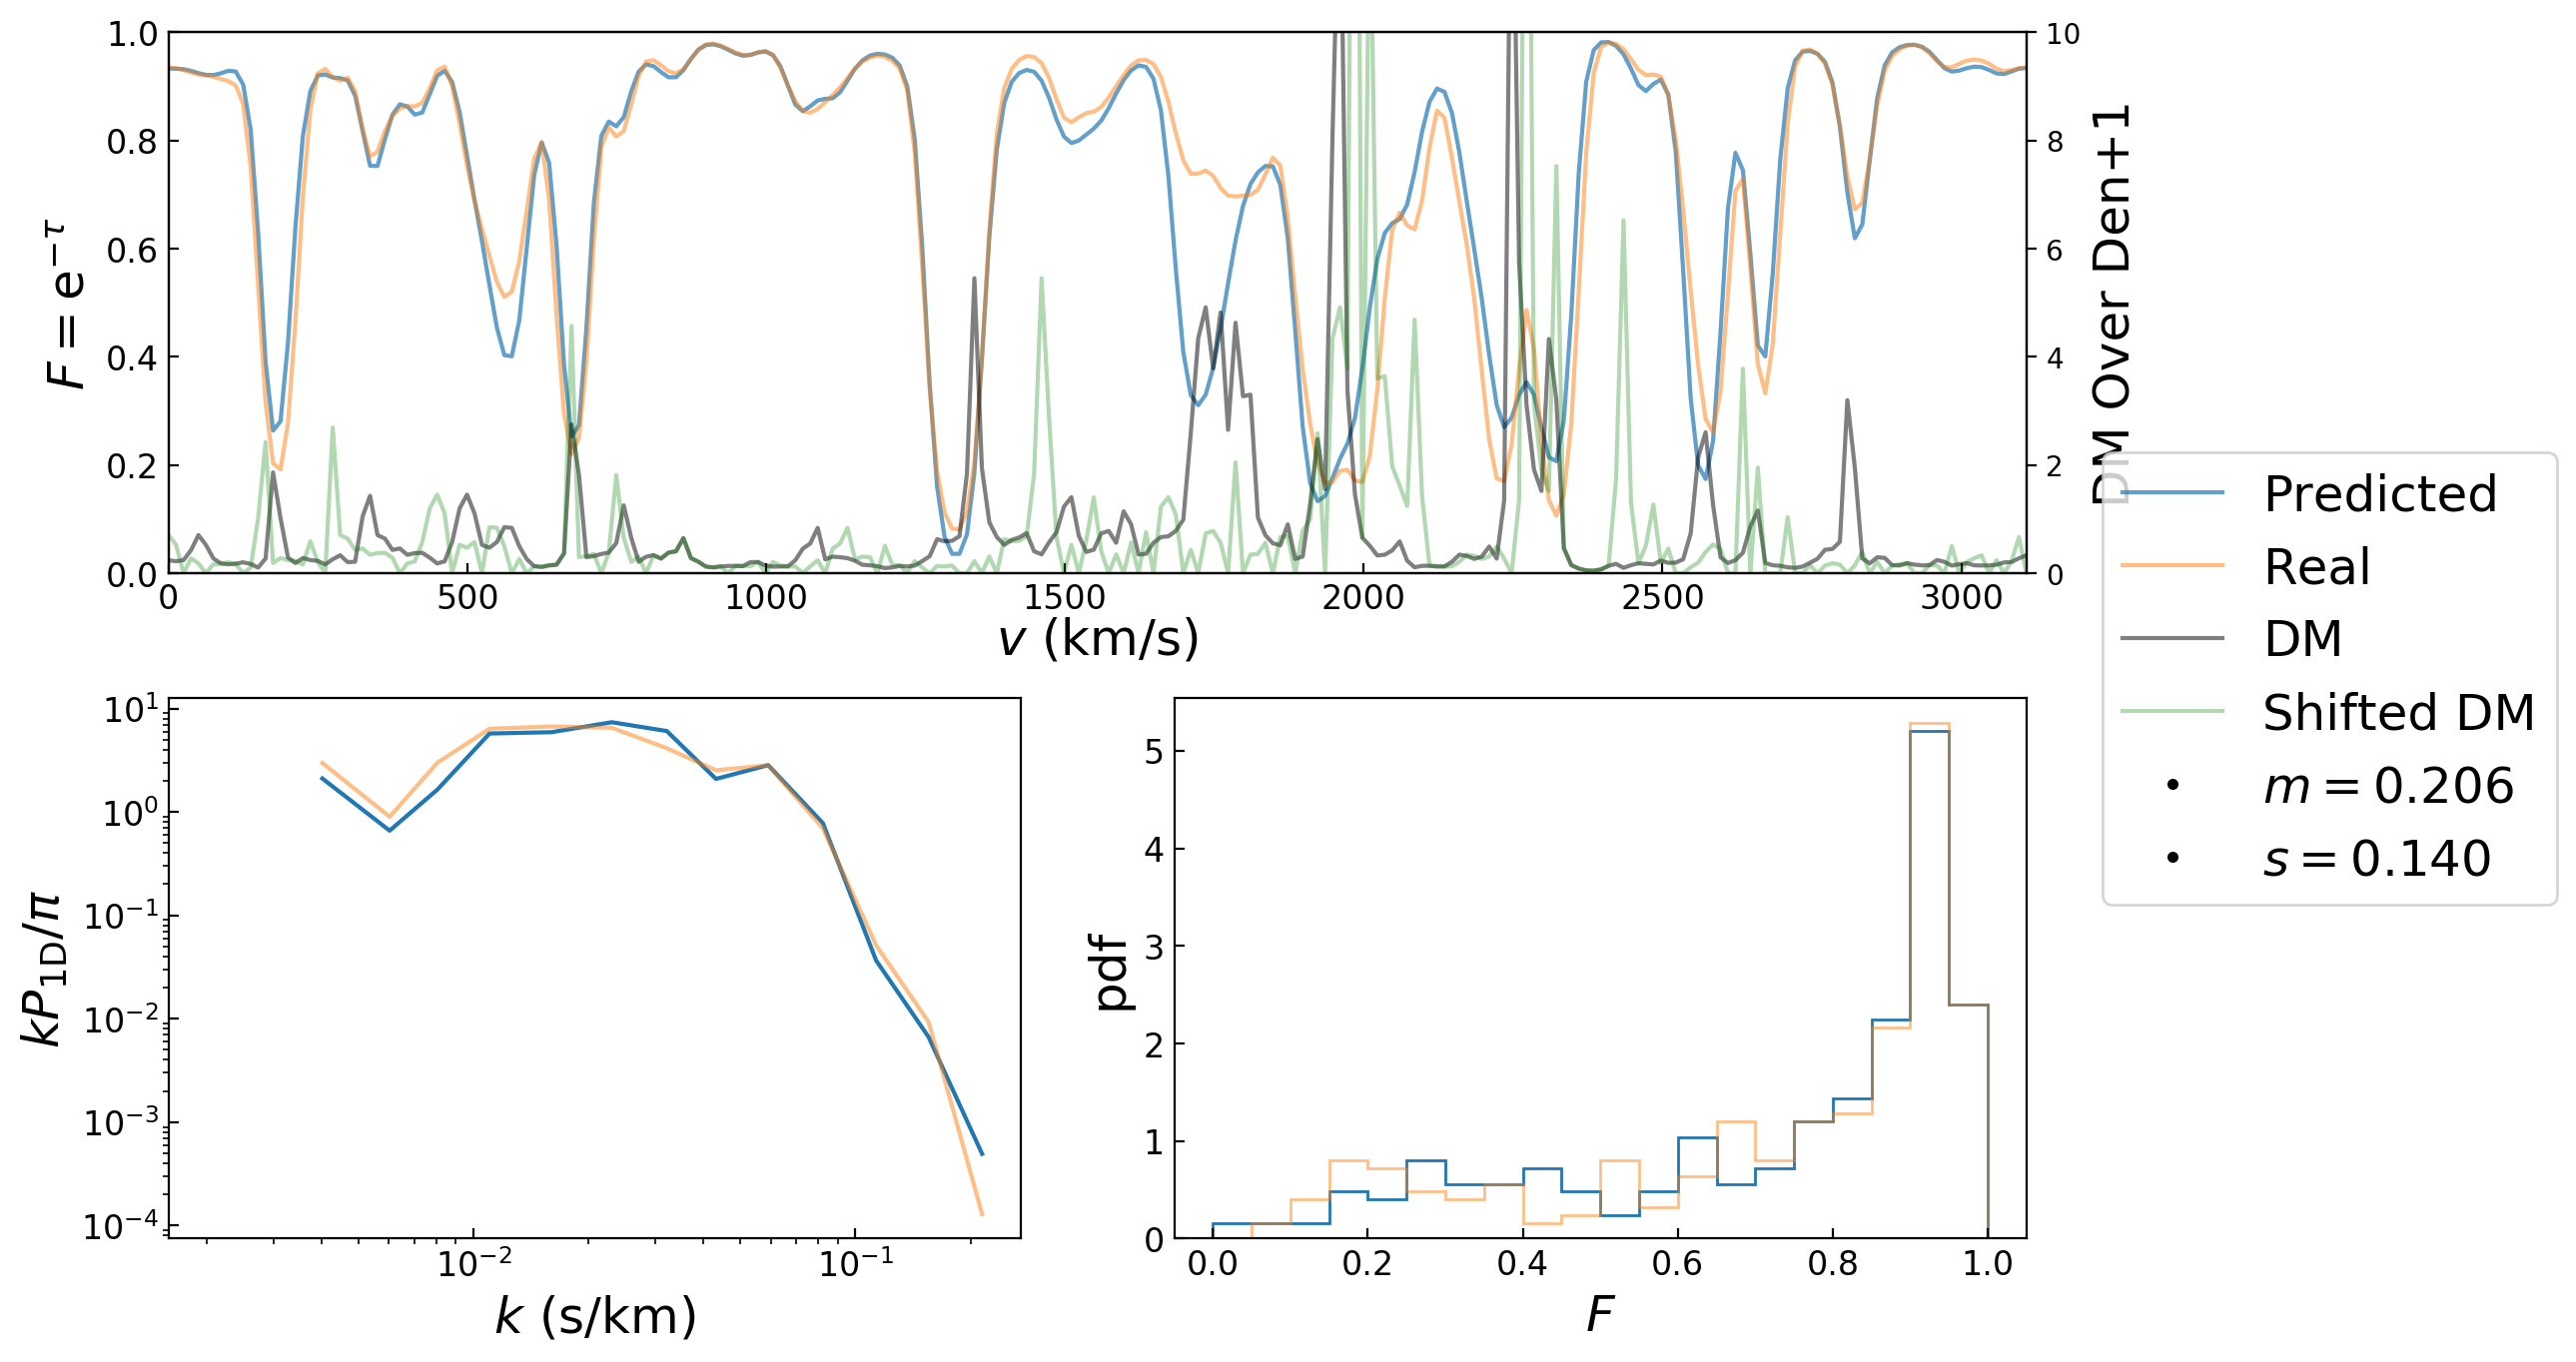 1.0
0.8
0.6
0.4
0.2
0.0
F = e^{−τ}
10
8
6
4
2
0
DM Over Den+1
0 500 1000 1500 2000 2500 3000
v (km/s)
Predicted
Real
DM
Shifted DM
m = 0.206
s = 0.140
10^1
10^0
10^{−1}
10^{−2}
10^{−3}
10^{−4}
kP_{1D}/π
10^{−2} 10^{−1}
k (s/km)
5
4
3
2
1
0
pdf
0.0 0.2 0.4 0.6 0.8 1.0
F